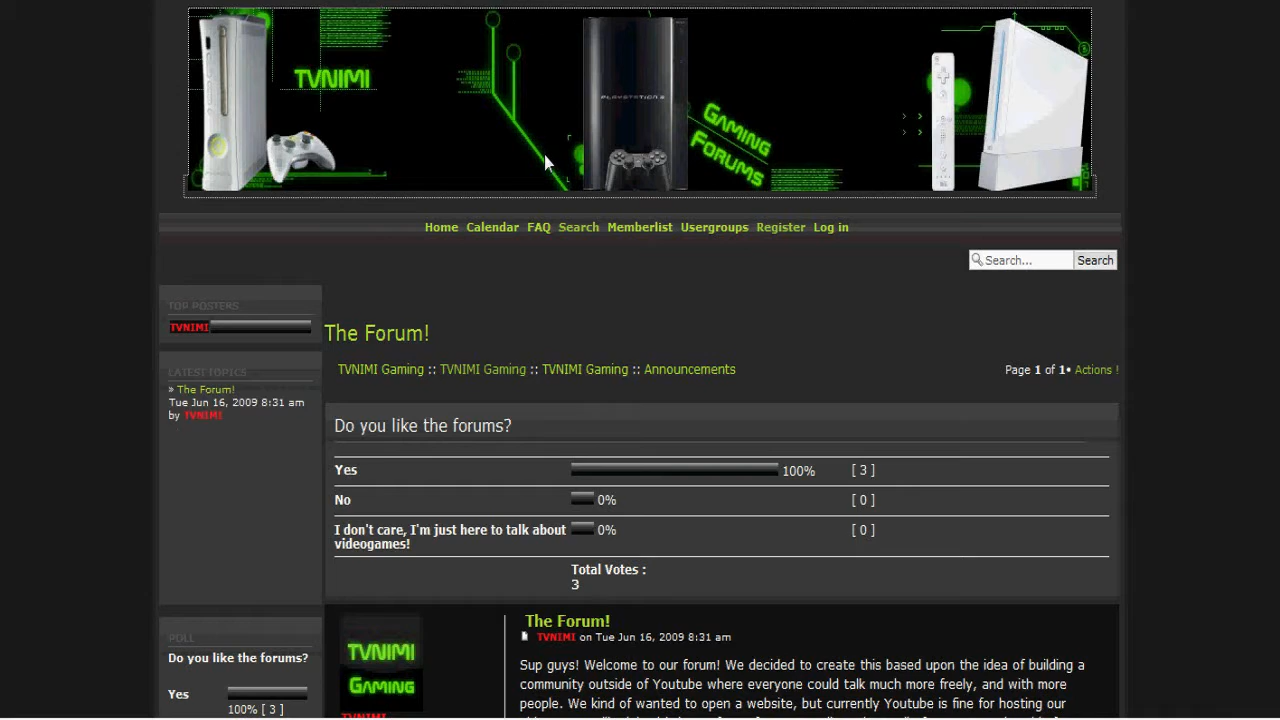 TVNIMI
PLAYSTATION 3
Gaming
Forums
Home Calendar FAQ Search Memberlist Usergroups Register Log in
Search... Search
TOP POSTERS
TVNIMI
LATEST TOPICS
» The Forum!
Tue Jun 16, 2009 8:31 am
by TVNIMI
POLL
Do you like the forums?
Yes
100% [ 3 ]
The Forum!
TVNIMI Gaming :: TVNIMI Gaming :: TVNIMI Gaming :: Announcements
Page 1 of 1• Actions !
Do you like the forums?
Yes 100% [ 3 ]
No 0% [ 0 ]
I don't care, I'm just here to talk about 0% [ 0 ]
videogames!
Total Votes :
3
TVNIMI
Gaming
TVNIMI
The Forum!
TVNIMI on Tue Jun 16, 2009 8:31 am
Sup guys! Welcome to our forum! We decided to create this based upon the idea of building a
community outside of Youtube where everyone could talk much more freely, and with more
people. We kind of wanted to open a website, but currently Youtube is fine for hosting our